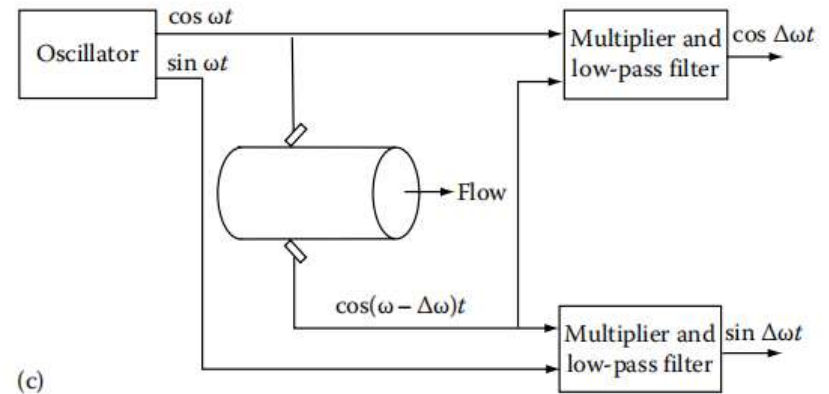 cos ωt
Oscillator
sin ωt
Multiplier and
low-pass filter
cos Δωt
Flow
cos(ω – Δω)t
Multiplier and
low-pass filter
sin Δωt
(c)